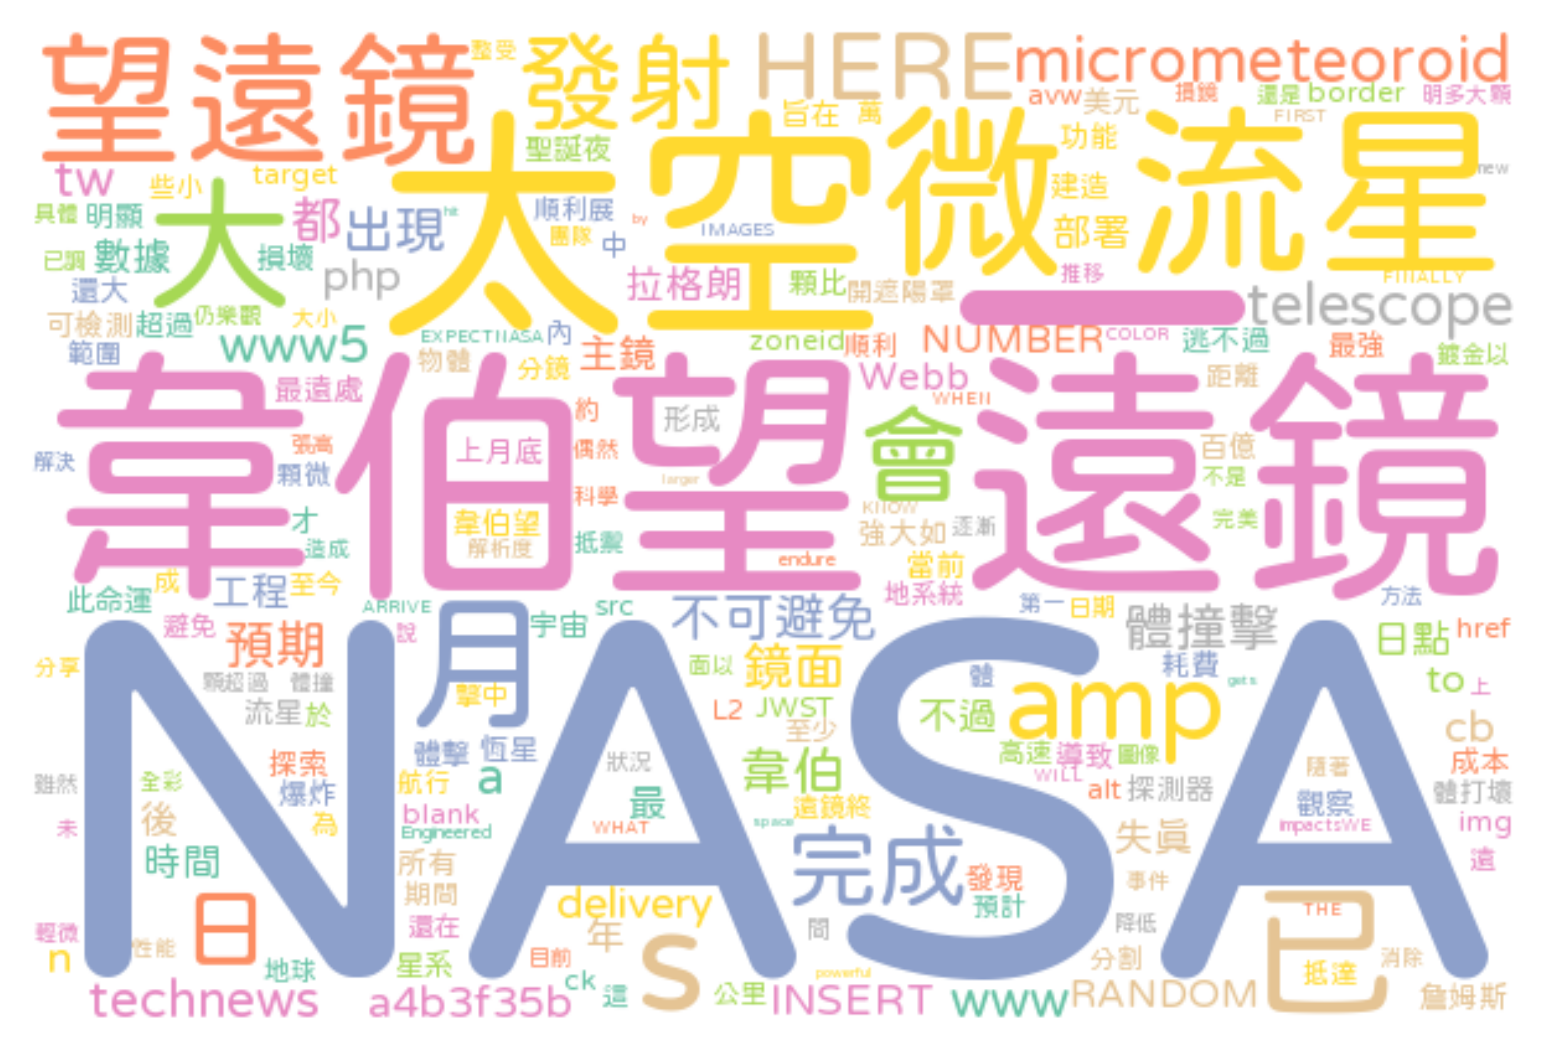 望遠鏡 整受 發射 HERE micrometeoroid
旨在 萬 avw 美元 損鏡 還是 border 明多大顆
FIRST
tw 些小 target 聖誕夜 太空 微流星 功能 new
具體 明顯 大 都 出現 hit 順利展 by IMAGES 建造
團隊 中 部署
已調 數據 損壞 php 拉格朗 顆比 開遮陽罩 推移 FINALLY
還大 仍樂觀 大小 一 telescope
可檢測 超過 www5 EXPECTNASA 內 zoneid 順利 NUMBER COLOR 逃不過 最強 鍍金以
範圍 物體 分鏡 主鏡 Webb 距離
最遠處 WHEN
韋伯望遠鏡 會
約 形成 百億
解決 張高 顆微 上月底 偶然 larger 不是
科學 KNOW
才 造成 韋伯望 解析度 抵禦 強大如 逐漸 完美
endure 當前
此命運 成 工程 至今 地系統 第一 日期 方法
避免 預期 ARRIVE 說 月 宇宙 src 不可避免 體撞擊 日點 href
分享 顆超過 體撞 擊中 面以 鏡面 體 耗費 gets to 上
NASA
流星 於 L2 JWST 至少 不過 amp cb
探索 體擊 恆星 狀況 韋伯 高速 導致 圖像 隨著 成本
雖然 全彩 爆炸 航行 a 最 遠鏡終 WILL alt 探測器 觀察 體打壞
未 後 為 blank Engineered WHAT space impactsWE img
時間 所有 完成 失真 遠
期間 發現 事件
日 delivery 預計 已 THE
輕微 性能 還在 年 s 間 降低
n 地球 星系 目前 powerful 分割 抵達 消除
technews a4b3f35b ck 這 公里 INSERT www RANDOM 詹姆斯